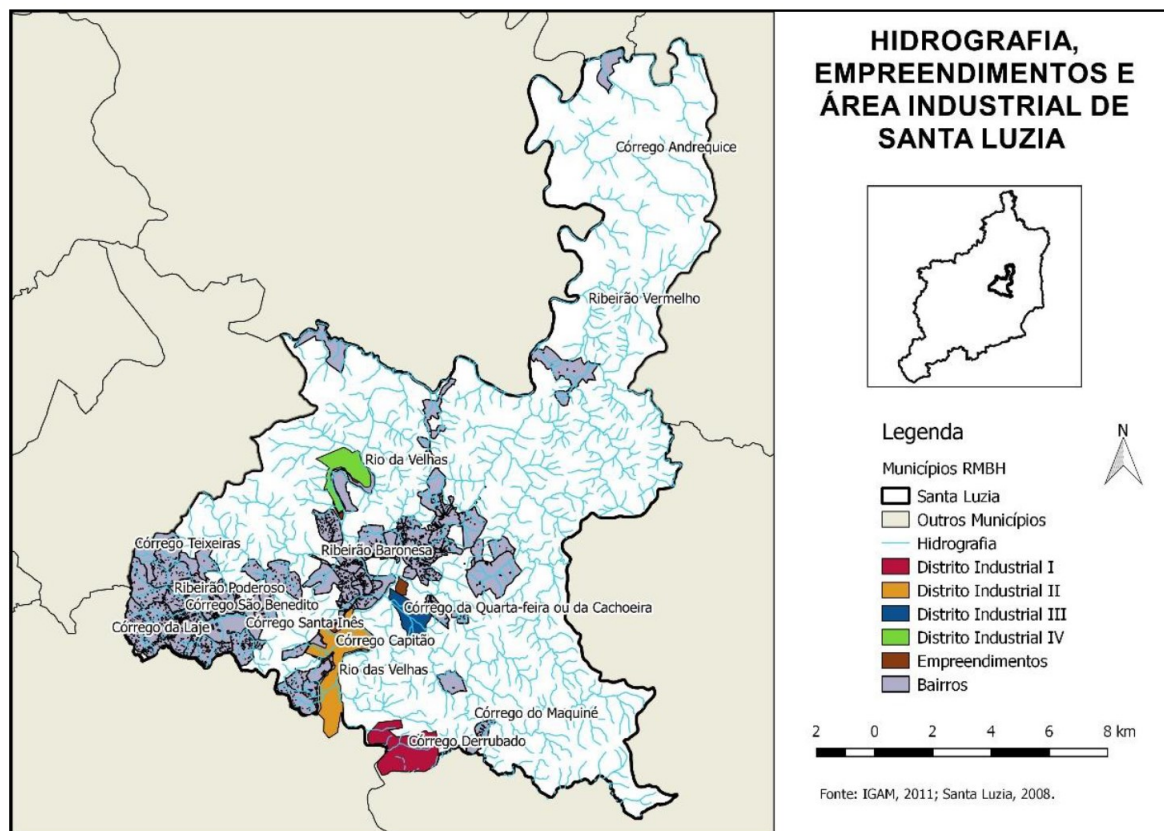 HIDROGRAFIA,
EMPREENDIMENTOS E
ÁREA INDUSTRIAL DE
SANTA LUZIA
Córrego Andrequice
Ribeirão Vermelho
Rio da Velhas
Córrego Teixeiras
Ribeirão Baronesa
Ribeirão Poderoso
Córrego São Benedito
Córrego da Quarta-feira ou da Cachoeira
Córrego da Laje
Córrego Santa Inês
Córrego Capitão
Rio das Velhas
Córrego do Maquiné
Córrego Derrubado
Legenda
N
Municípios RMBH
Santa Luzia
Outros Municípios
Hidrografia
Distrito Industrial I
Distrito Industrial II
Distrito Industrial III
Distrito Industrial IV
Empreendimentos
Bairros
2 0 2 4 6 8 km
Fonte: IGAM, 2011; Santa Luzia, 2008.